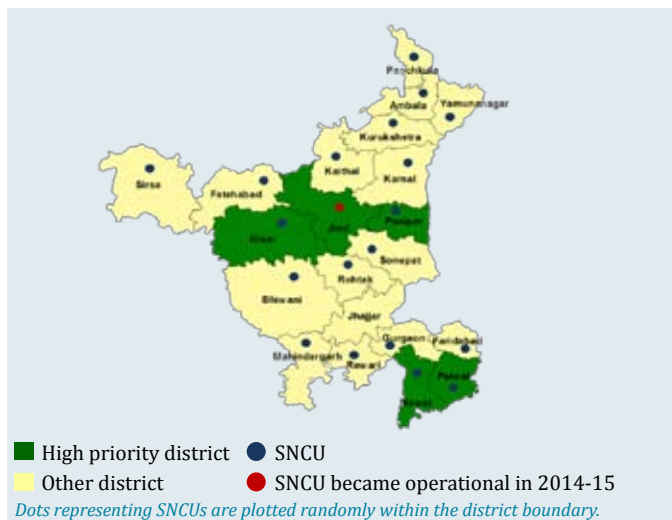 Panchkula
Ambala
Yamunanagar
Kurukshetra
Kaithal
Karnal
Sirsa
Fatehabad
Jind
Panipat
Hisar
Sonepat
Rohtak
Bhiwani
Jhajjar
Gurgaon
Faridabad
Mahindergarh
Rewari
Palwal
High priority district
SNCU
Other district
SNCU became operational in 2014-15
Dots representing SNCUs are plotted randomly within the district boundary.